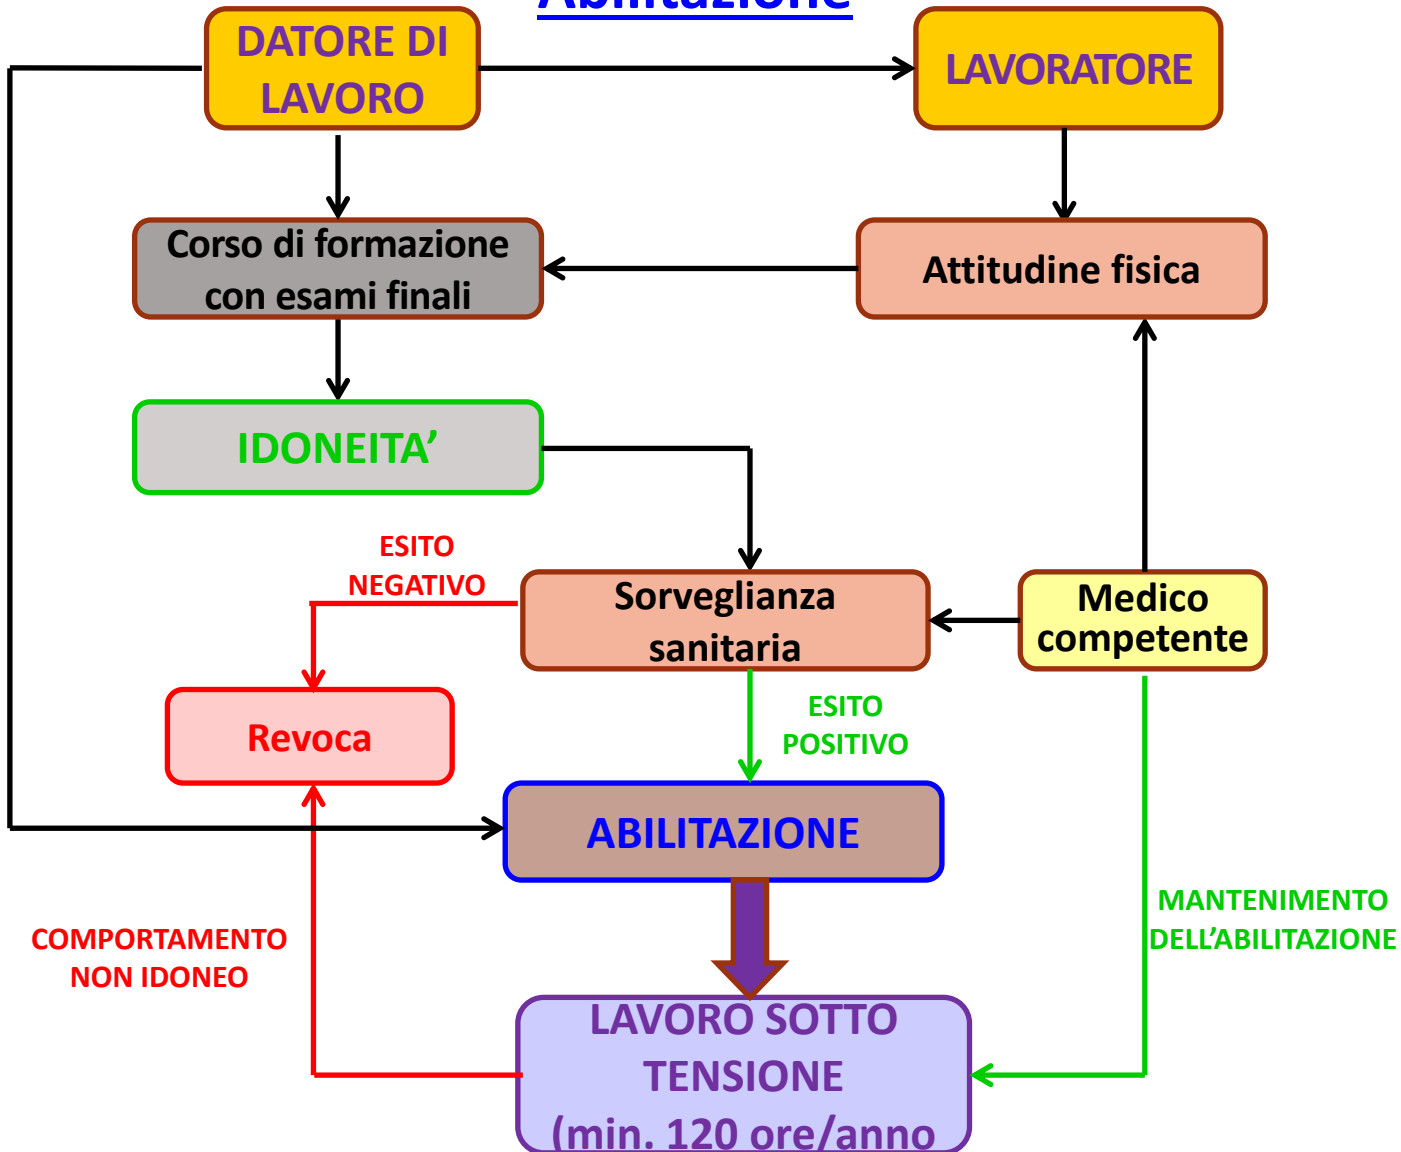 Abilitazione
DATORE DI
LAVORO
LAVORATORE
Corso di formazione
con esami finali
Attitudine fisica
IDONEITA’
ESITO
NEGATIVO
Sorveglianza
sanitaria
Medico
competente
Revoca
ESITO
POSITIVO
ABILITAZIONE
COMPORTAMENTO
NON IDONEO
MANTENIMENTO
DELL’ABILITAZIONE
LAVORO SOTTO
TENSIONE
(min. 120 ore/anno